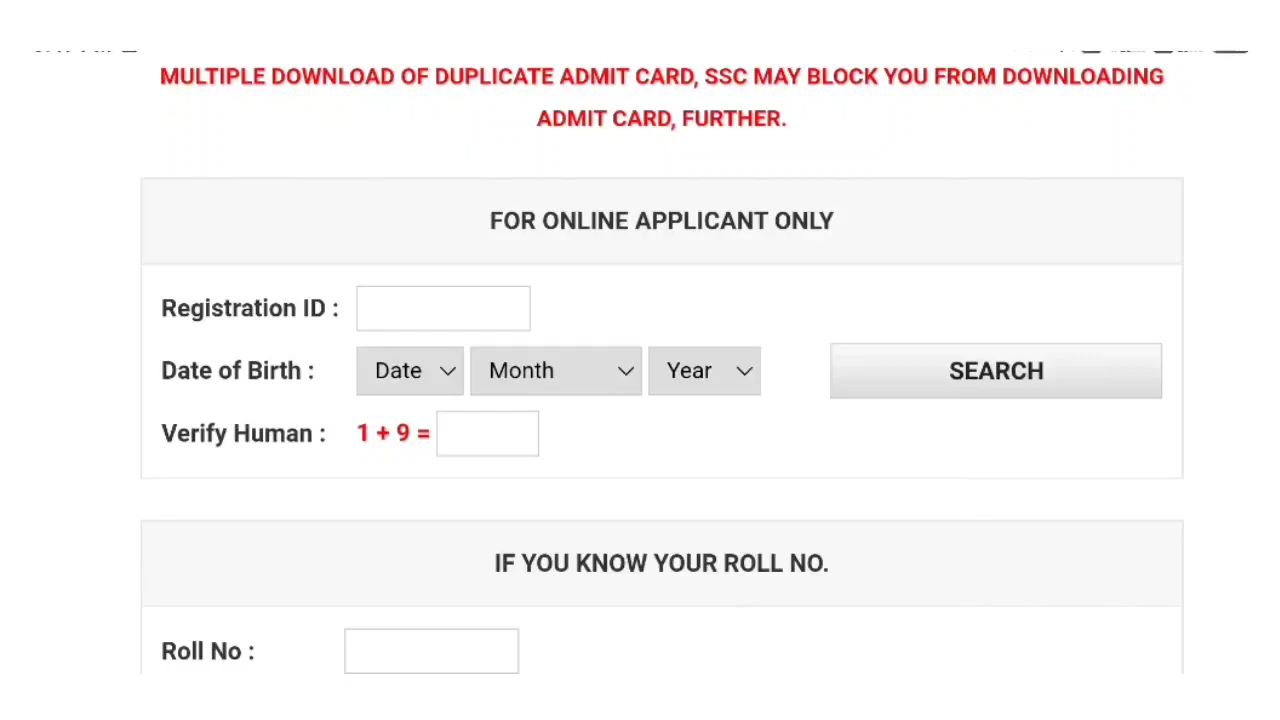 MULTIPLE DOWNLOAD OF DUPLICATE ADMIT CARD, SSC MAY BLOCK YOU FROM DOWNLOADING
ADMIT CARD, FURTHER.
FOR ONLINE APPLICANT ONLY
Registration ID :
Date of Birth : Date Month Year SEARCH
Verify Human : 1 + 9 =
IF YOU KNOW YOUR ROLL NO.
Roll No :